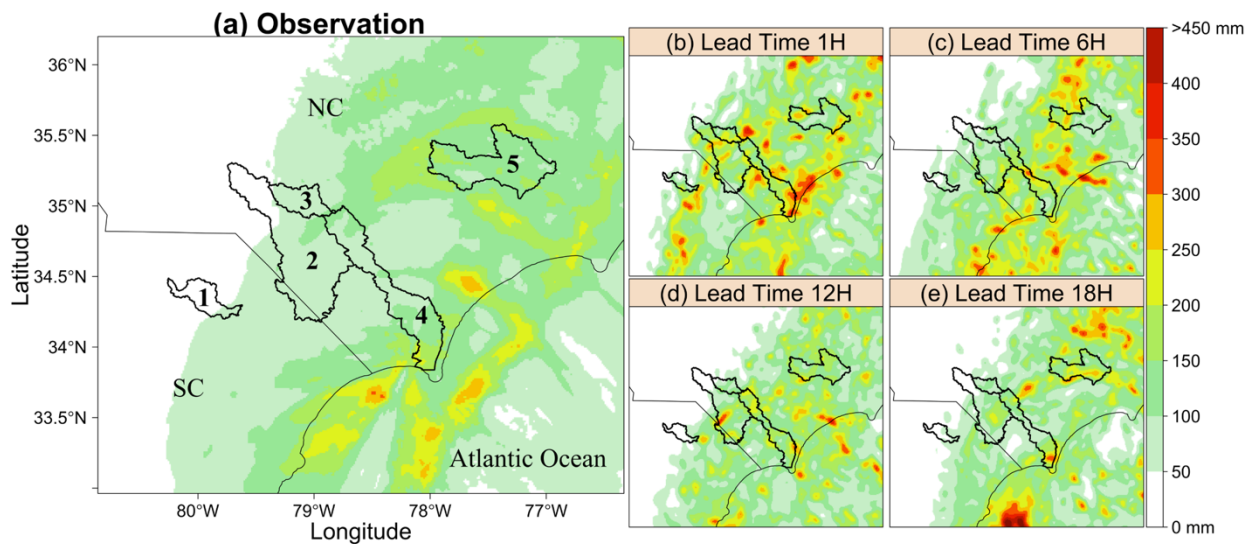 (a) Observation
(b) Lead Time 1H
(c) Lead Time 6H
>450 mm
36°N
35.5°N
35°N
34.5°N
34°N
33.5°N
Latitude
NC
SC
5
3
2
1
4
Atlantic Ocean
80°W
79°W
78°W
77°W
Longitude
(d) Lead Time 12H
(e) Lead Time 18H
400
350
300
250
200
150
100
50
0 mm